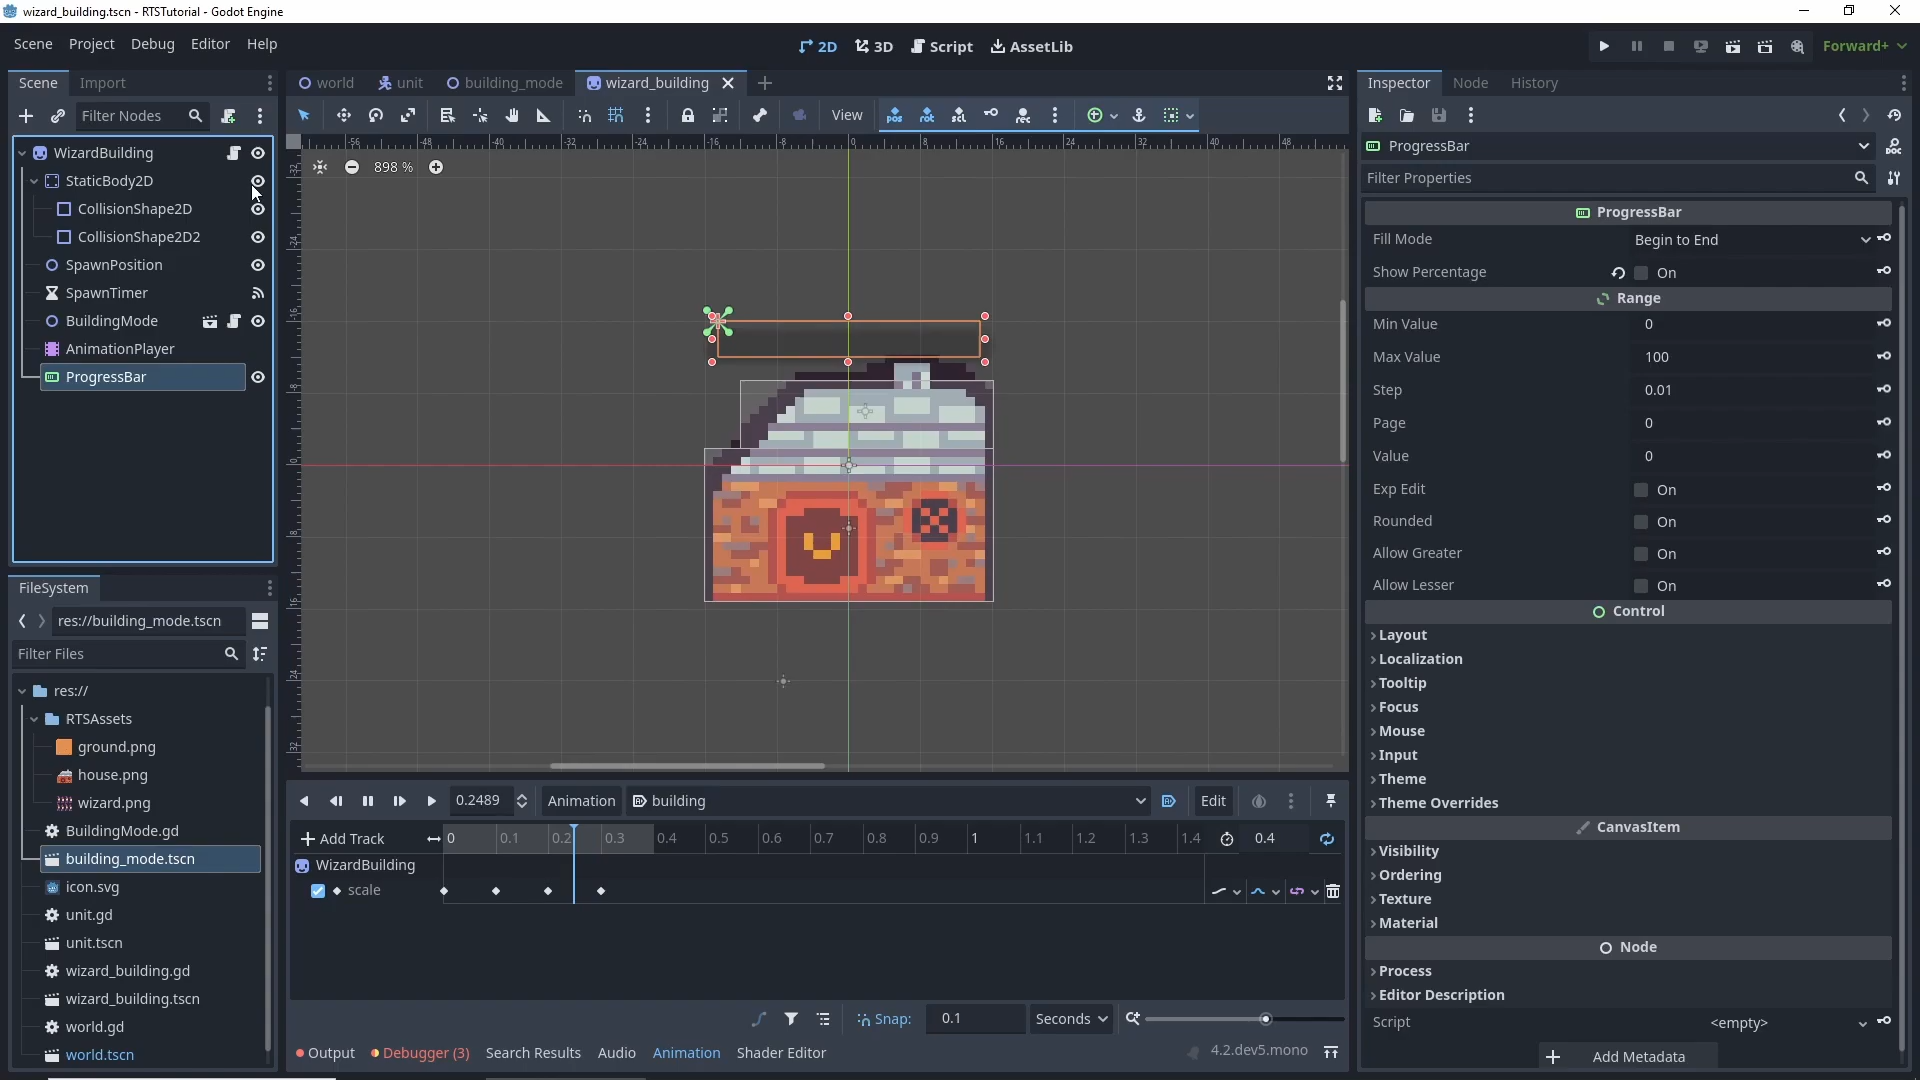 wizard_building.tscn - RTSTutorial - Godot Engine
Scene Project Debug Editor Help
2D 3D Script AssetLib
Forward+
Scene Import
world unit building_mode wizard_building
Inspector Node History
Filter Nodes
View
ProgressBar
Filter Properties
898 %
WizardBuilding
StaticBody2D
CollisionShape2D
CollisionShape2D2
SpawnPosition
SpawnTimer
BuildingMode
AnimationPlayer
ProgressBar
ProgressBar
Fill Mode Begin to End
Show Percentage On
Range
Min Value 0
Max Value 100
Step 0.01
Page 0
Value 0
Exp Edit On
Rounded On
Allow Greater On
Allow Lesser On
Control
Layout
Localization
Tooltip
Focus
Mouse
Input
Theme
Theme Overrides
CanvasItem
Visibility
Ordering
Texture
Material
Node
Process
Editor Description
Script <empty>
Add Metadata
FileSystem
res://building_mode.tscn
Filter Files
res://
RTSAssets
ground.png
house.png
wizard.png
BuildingMode.gd
building_mode.tscn
icon.svg
unit.gd
unit.tscn
wizard_building.gd
wizard_building.tscn
world.gd
world.tscn
0.2489 Animation building Edit
Add Track 0 0.1 0.2 0.3 0.4 0.5 0.6 0.7 0.8 0.9 1 1.1 1.2 1.3 1.4 0.4
WizardBuilding
scale
Snap: 0.1 Seconds
Output Debugger (3) Search Results Audio Animation Shader Editor 4.2.dev5.mono